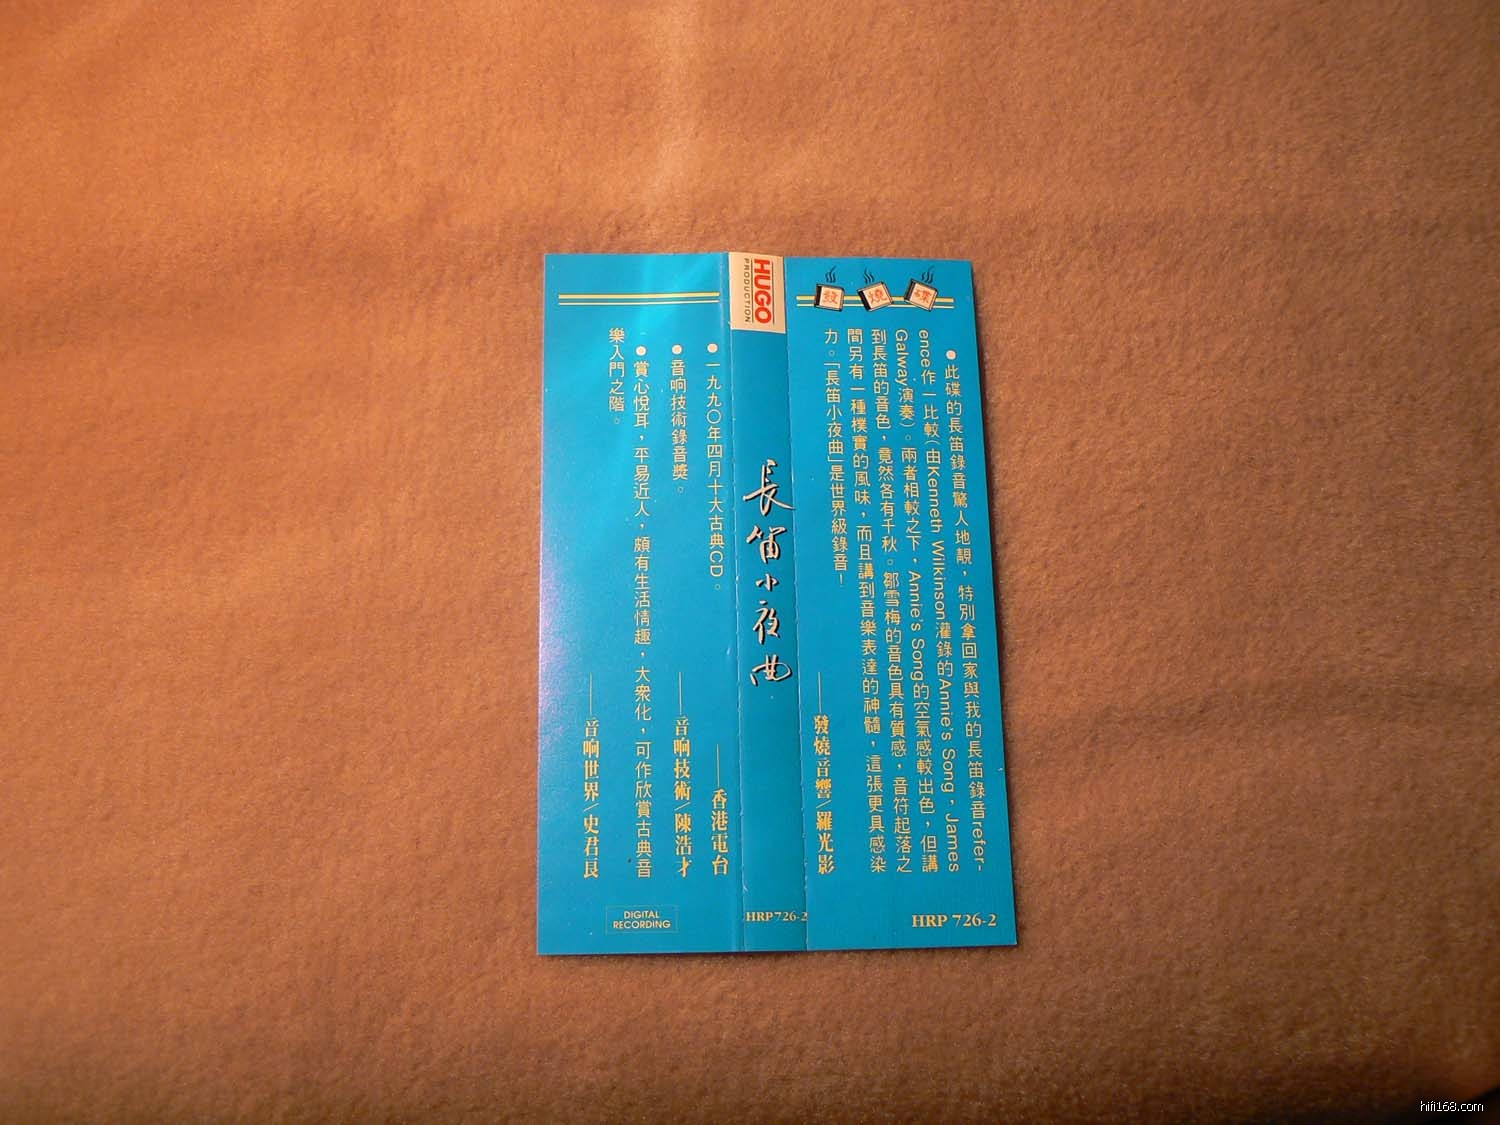 發燒碟
●此碟的長笛錄音驚人地靚，特別拿回家與我的長笛錄音refer-
ence作一比較（由Kenneth Wilkinson灌錄的Annie's Song，James
Galway演奏）。兩者相較之下，Annie's Song的空氣感較出色，但講
到長笛的音色，竟然各有千秋。鄒雪梅的音色具有質感，音符起落之
間另有一種樸實的風味，而且講到音樂表達的神髓，這張更具感染
力。「長笛小夜曲」是世界級錄音！
——發燒音響/羅光影
HRP 726-2
HUGO
PRODUCTION
長笛小夜曲
HRP 726-2
●一九九〇年四月十大古典CD。
——香港電台
●音响技術錄音獎。
——音响技術/陳浩才
●賞心悅耳，平易近人，頗有生活情趣，大衆化，可作欣賞古典音
樂入門之階。
——音响世界/史君良
DIGITAL
RECORDING
hifi168.com